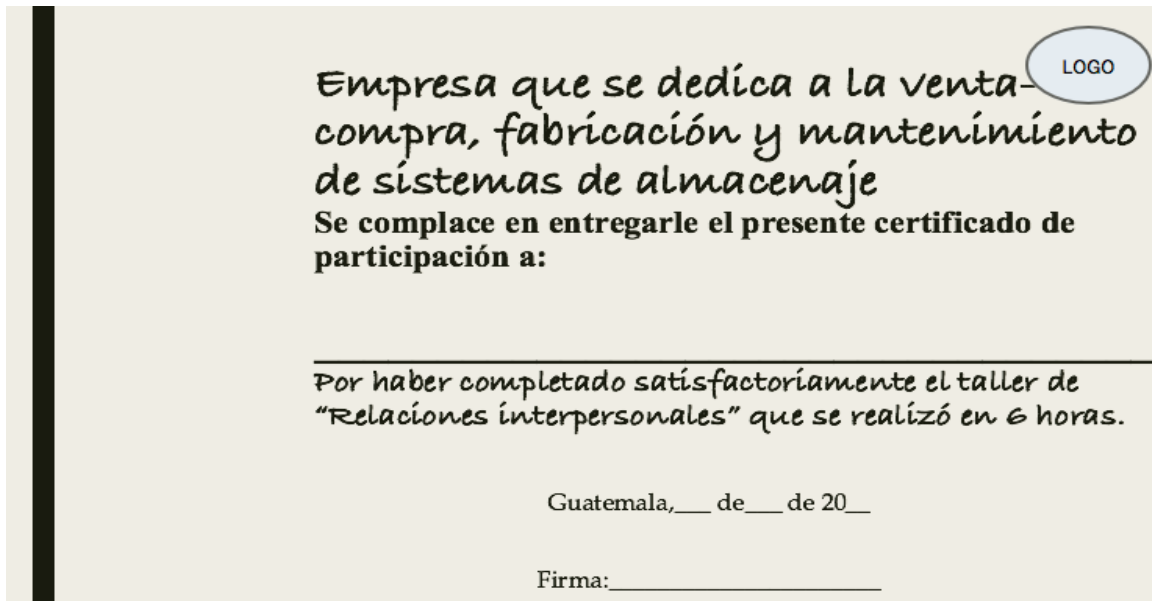 LOGO
Empresa que se dedica a la venta-
compra, fabricación y mantenimiento
de sistemas de almacenaje
Se complace en entregarle el presente certificado de
participación a:
Por haber completado satisfactoriamente el taller de
“Relaciones interpersonales” que se realizó en 6 horas.
Guatemala,___ de___ de 20__
Firma:______________________